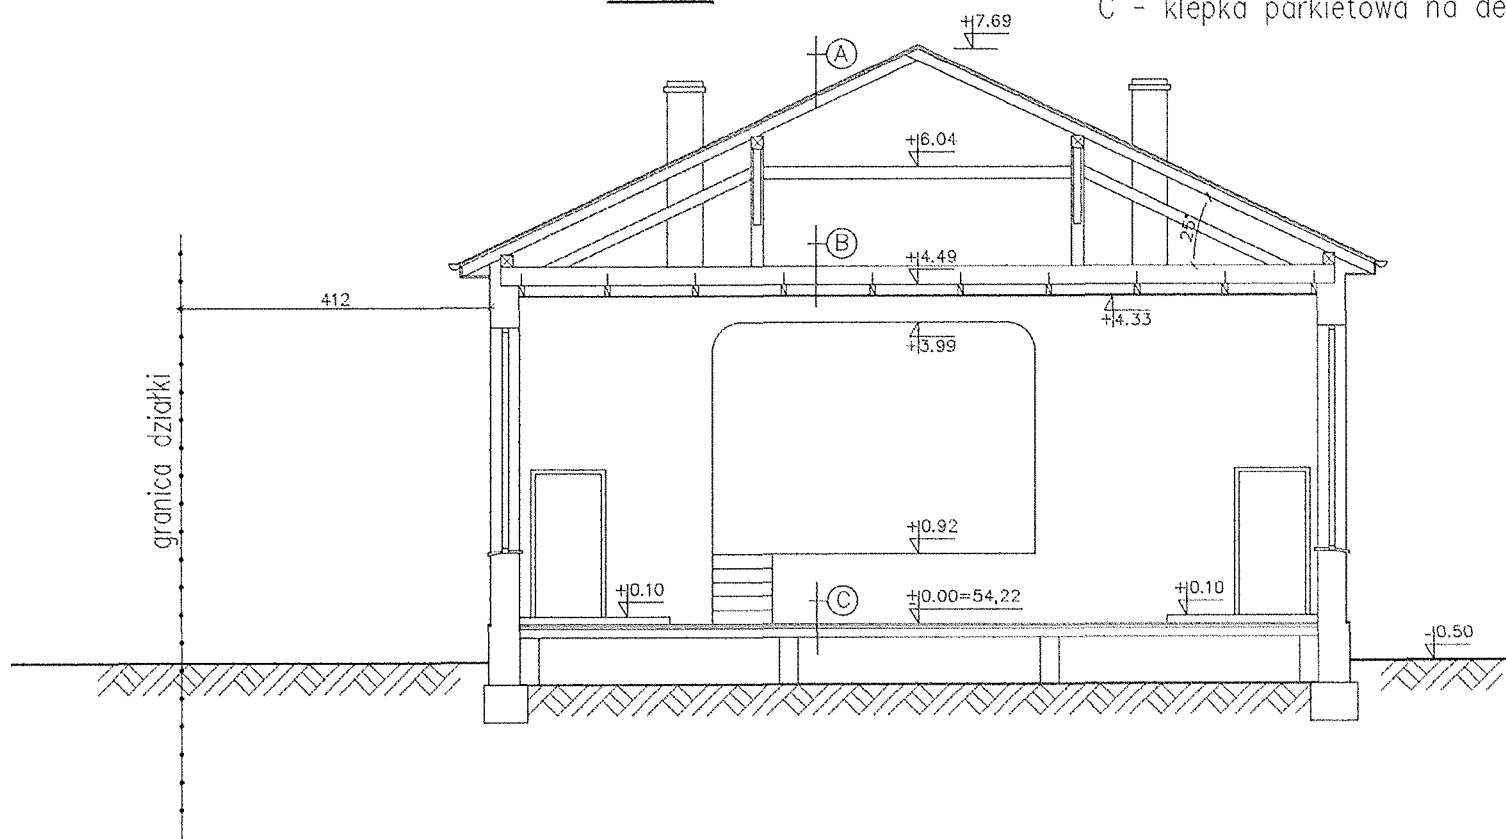 C - klepka parkietowa na de
+7.69
A
+6.04
B
25°
+4.49
412
+4.33
+3.99
granica działki
+0.92
+0.10
C
±0.00=54,22
+0.10
-0.50